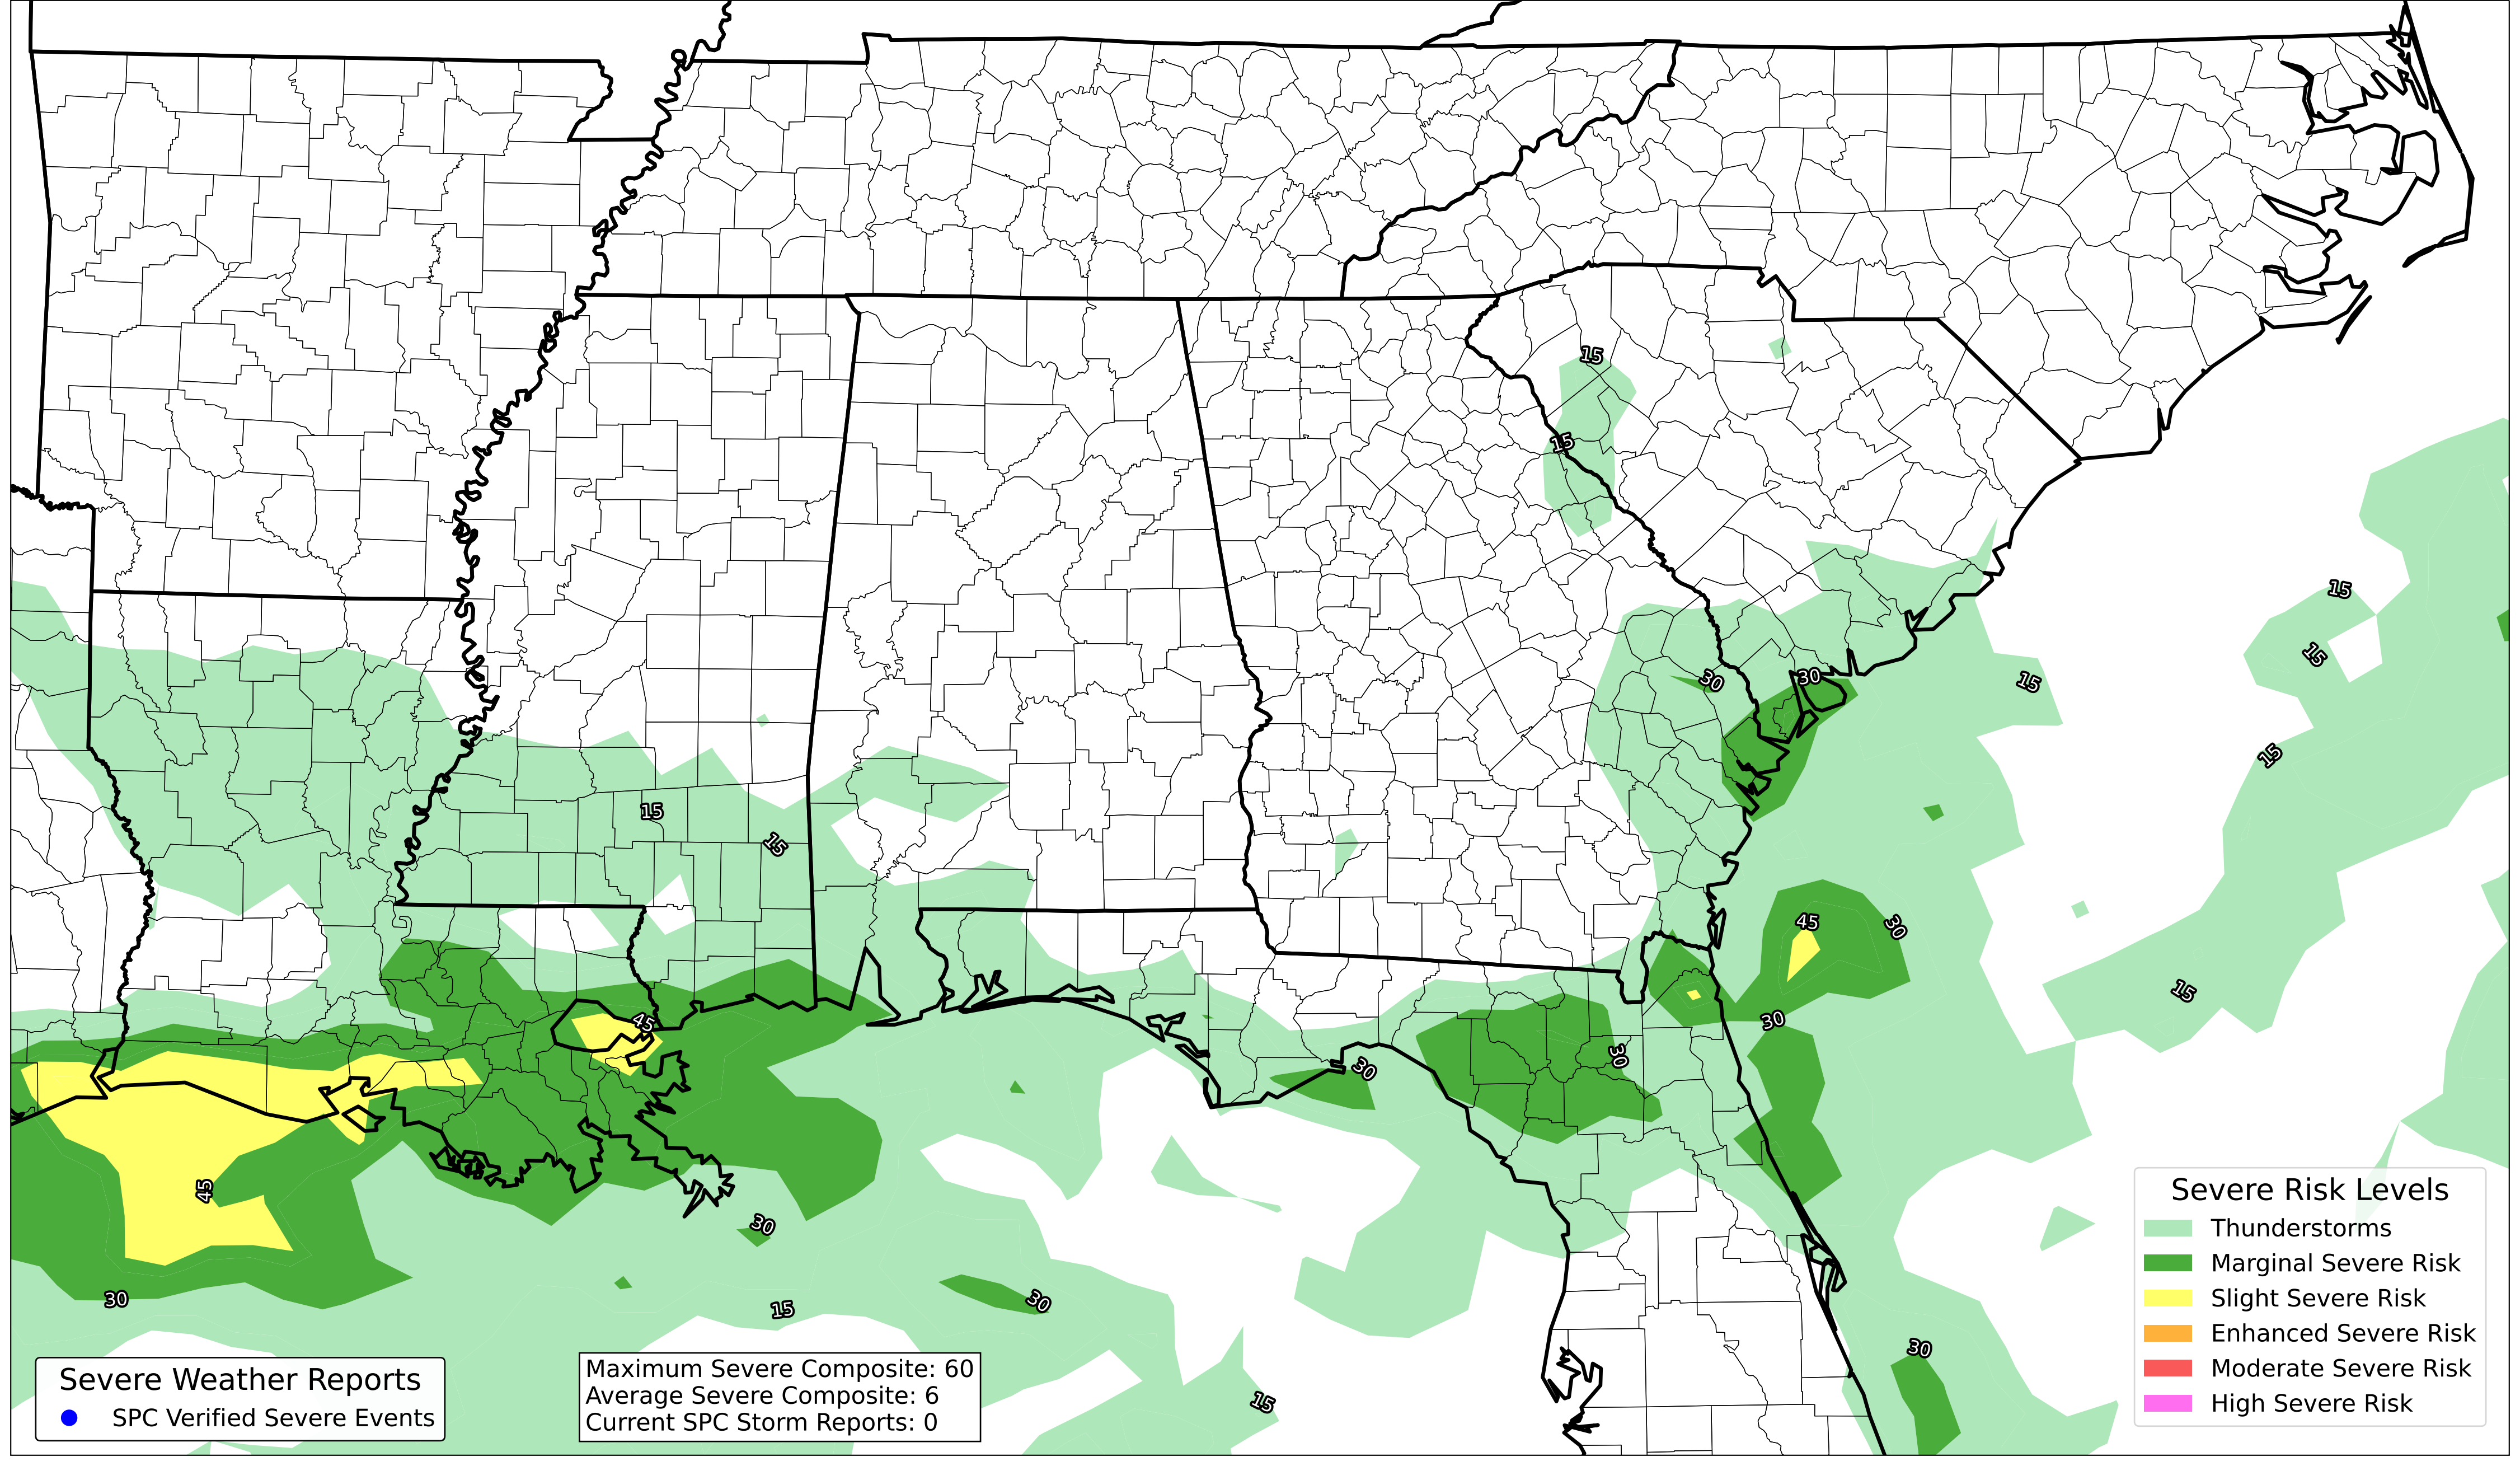 15
15
15
30
30
15
15
15
15
15
45
30
15
45
30
30
30
30
45
30
30
15
30
30
15
Severe Risk Levels
Thunderstorms
Marginal Severe Risk
Slight Severe Risk
Enhanced Severe Risk
Moderate Severe Risk
High Severe Risk
Severe Weather Reports
SPC Verified Severe Events
Maximum Severe Composite: 60
Average Severe Composite: 6
Current SPC Storm Reports: 0